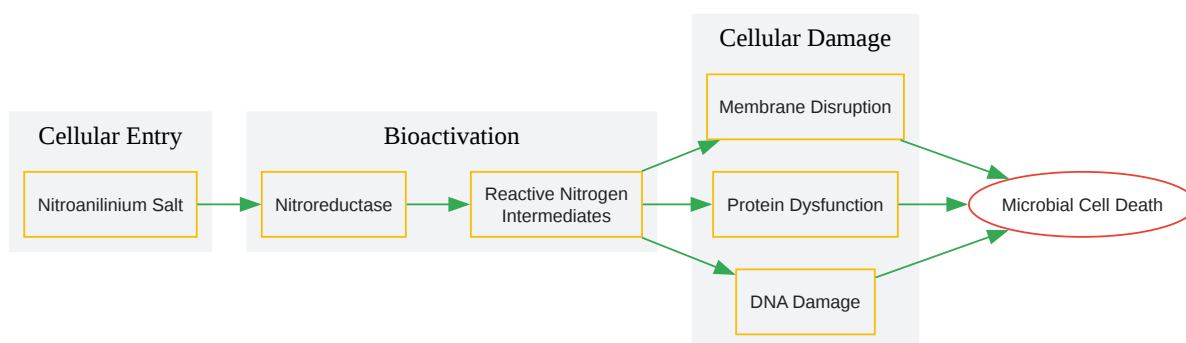 Cellular Entry
Nitroanilinium Salt
Bioactivation
Nitroreductase
Reactive Nitrogen
Intermediates
Cellular Damage
Membrane Disruption
Protein Dysfunction
DNA Damage
Microbial Cell Death